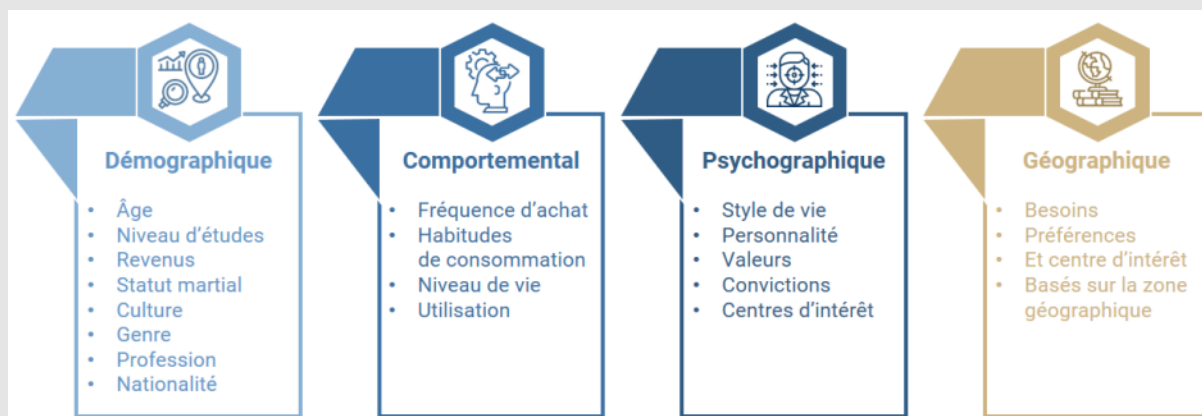 Démographique
• Âge
• Niveau d'études
• Revenus
• Statut martial
• Culture
• Genre
• Profession
• Nationalité
Comportemental
• Fréquence d'achat
• Habitudes
de consommation
• Niveau de vie
• Utilisation
Psychographique
• Style de vie
• Personnalité
• Valeurs
• Convictions
• Centres d'intérêt
Géographique
• Besoins
• Préférences
• Et centre d'intérêt
• Basés sur la zone
géographique